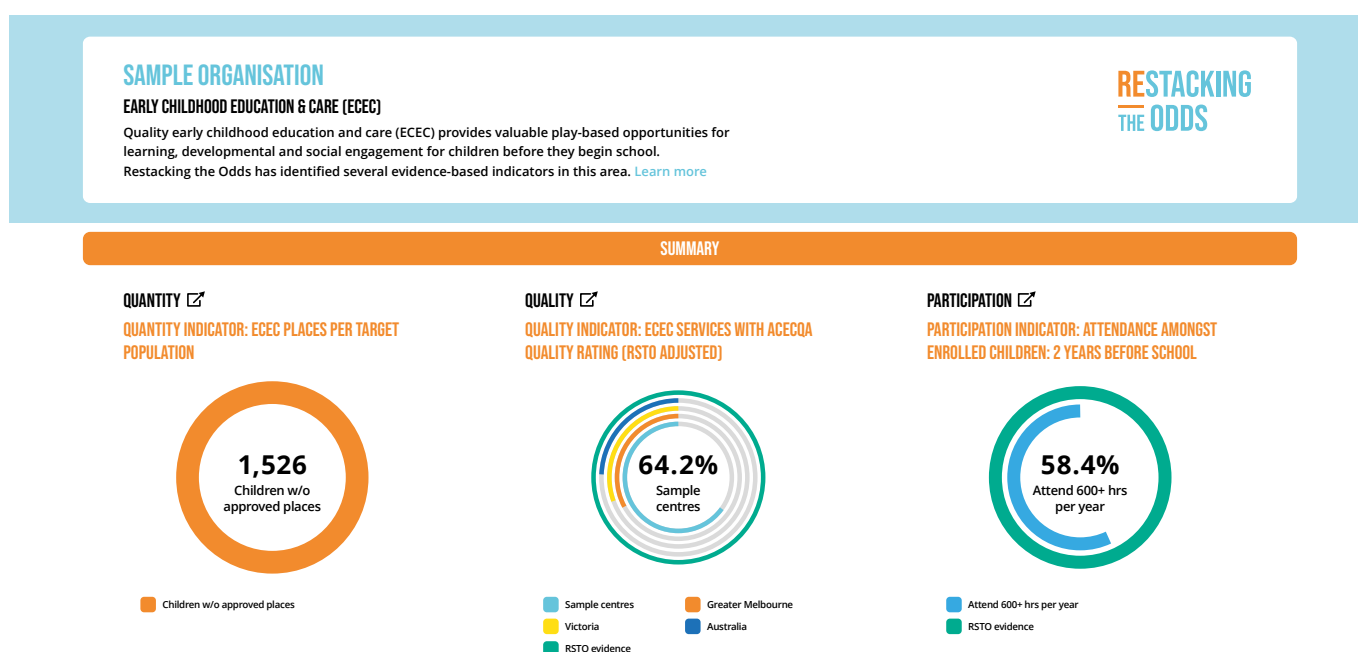 SAMPLE ORGANISATION
EARLY CHILDHOOD EDUCATION & CARE (ECEC)
Quality early childhood education and care (ECEC) provides valuable play-based opportunities for
learning, developmental and social engagement for children before they begin school.
Restacking the Odds has identified several evidence-based indicators in this area. Learn more
RESTACKING
THE ODDS
SUMMARY
QUANTITY
QUANTITY INDICATOR: ECEC PLACES PER TARGET
POPULATION
1,526
Children w/o
approved places
Children w/o approved places
QUALITY
QUALITY INDICATOR: ECEC SERVICES WITH ACECQA
QUALITY RATING (RSTO ADJUSTED)
64.2%
Sample
centres
Sample centres
Greater Melbourne
Victoria
Australia
RSTO evidence
PARTICIPATION
PARTICIPATION INDICATOR: ATTENDANCE AMONGST
ENROLLED CHILDREN: 2 YEARS BEFORE SCHOOL
58.4%
Attend 600+ hrs
per year
Attend 600+ hrs per year
RSTO evidence